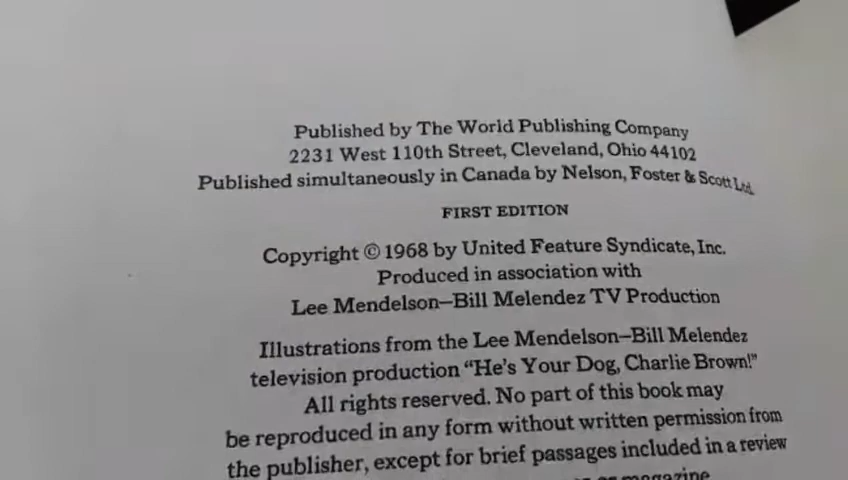 Published by The World Publishing Company
2231 West 110th Street, Cleveland, Ohio 44102
Published simultaneously in Canada by Nelson, Foster & Scott Ltd.
FIRST EDITION
Copyright © 1968 by United Feature Syndicate, Inc.
Produced in association with
Lee Mendelson–Bill Melendez TV Production
Illustrations from the Lee Mendelson–Bill Melendez
television production “He's Your Dog, Charlie Brown!”
All rights reserved. No part of this book may
be reproduced in any form without written permission from
the publisher, except for brief passages included in a review
or magazine